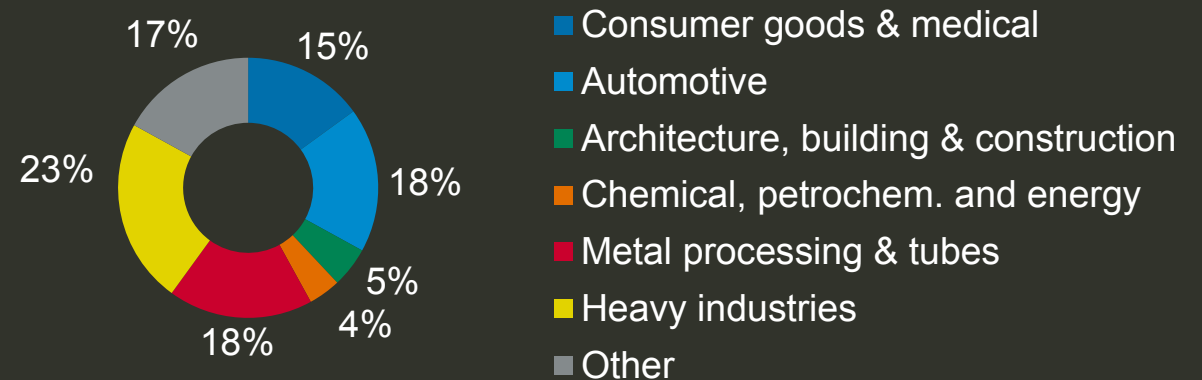 17%
15%
23%
18%
5%
4%
18%
Consumer goods & medical
Automotive
Architecture, building & construction
Chemical, petrochem. and energy
Metal processing & tubes
Heavy industries
Other